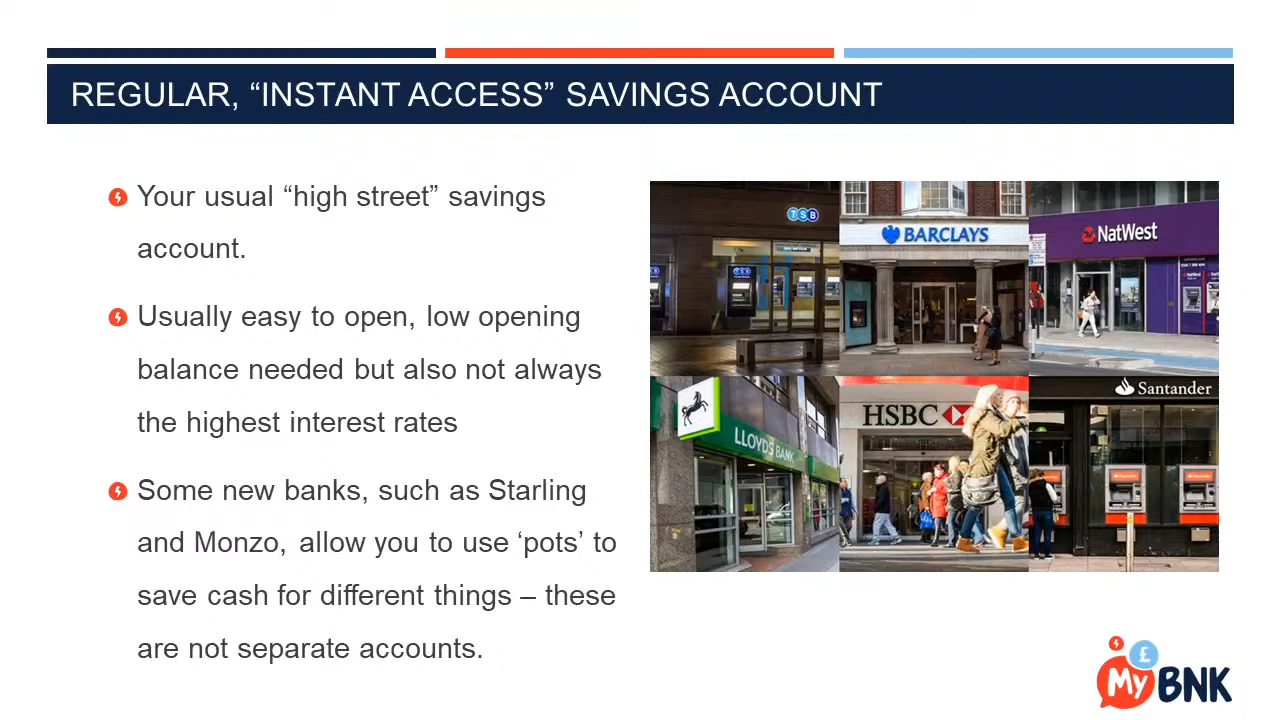 REGULAR, “INSTANT ACCESS” SAVINGS ACCOUNT
Your usual “high street” savings
account.
Usually easy to open, low opening
balance needed but also not always
the highest interest rates
Some new banks, such as Starling
and Monzo, allow you to use ‘pots’ to
save cash for different things – these
are not separate accounts.
TSB
BARCLAYS
NatWest
LLOYDS BANK
HSBC
Santander
£
My BNK